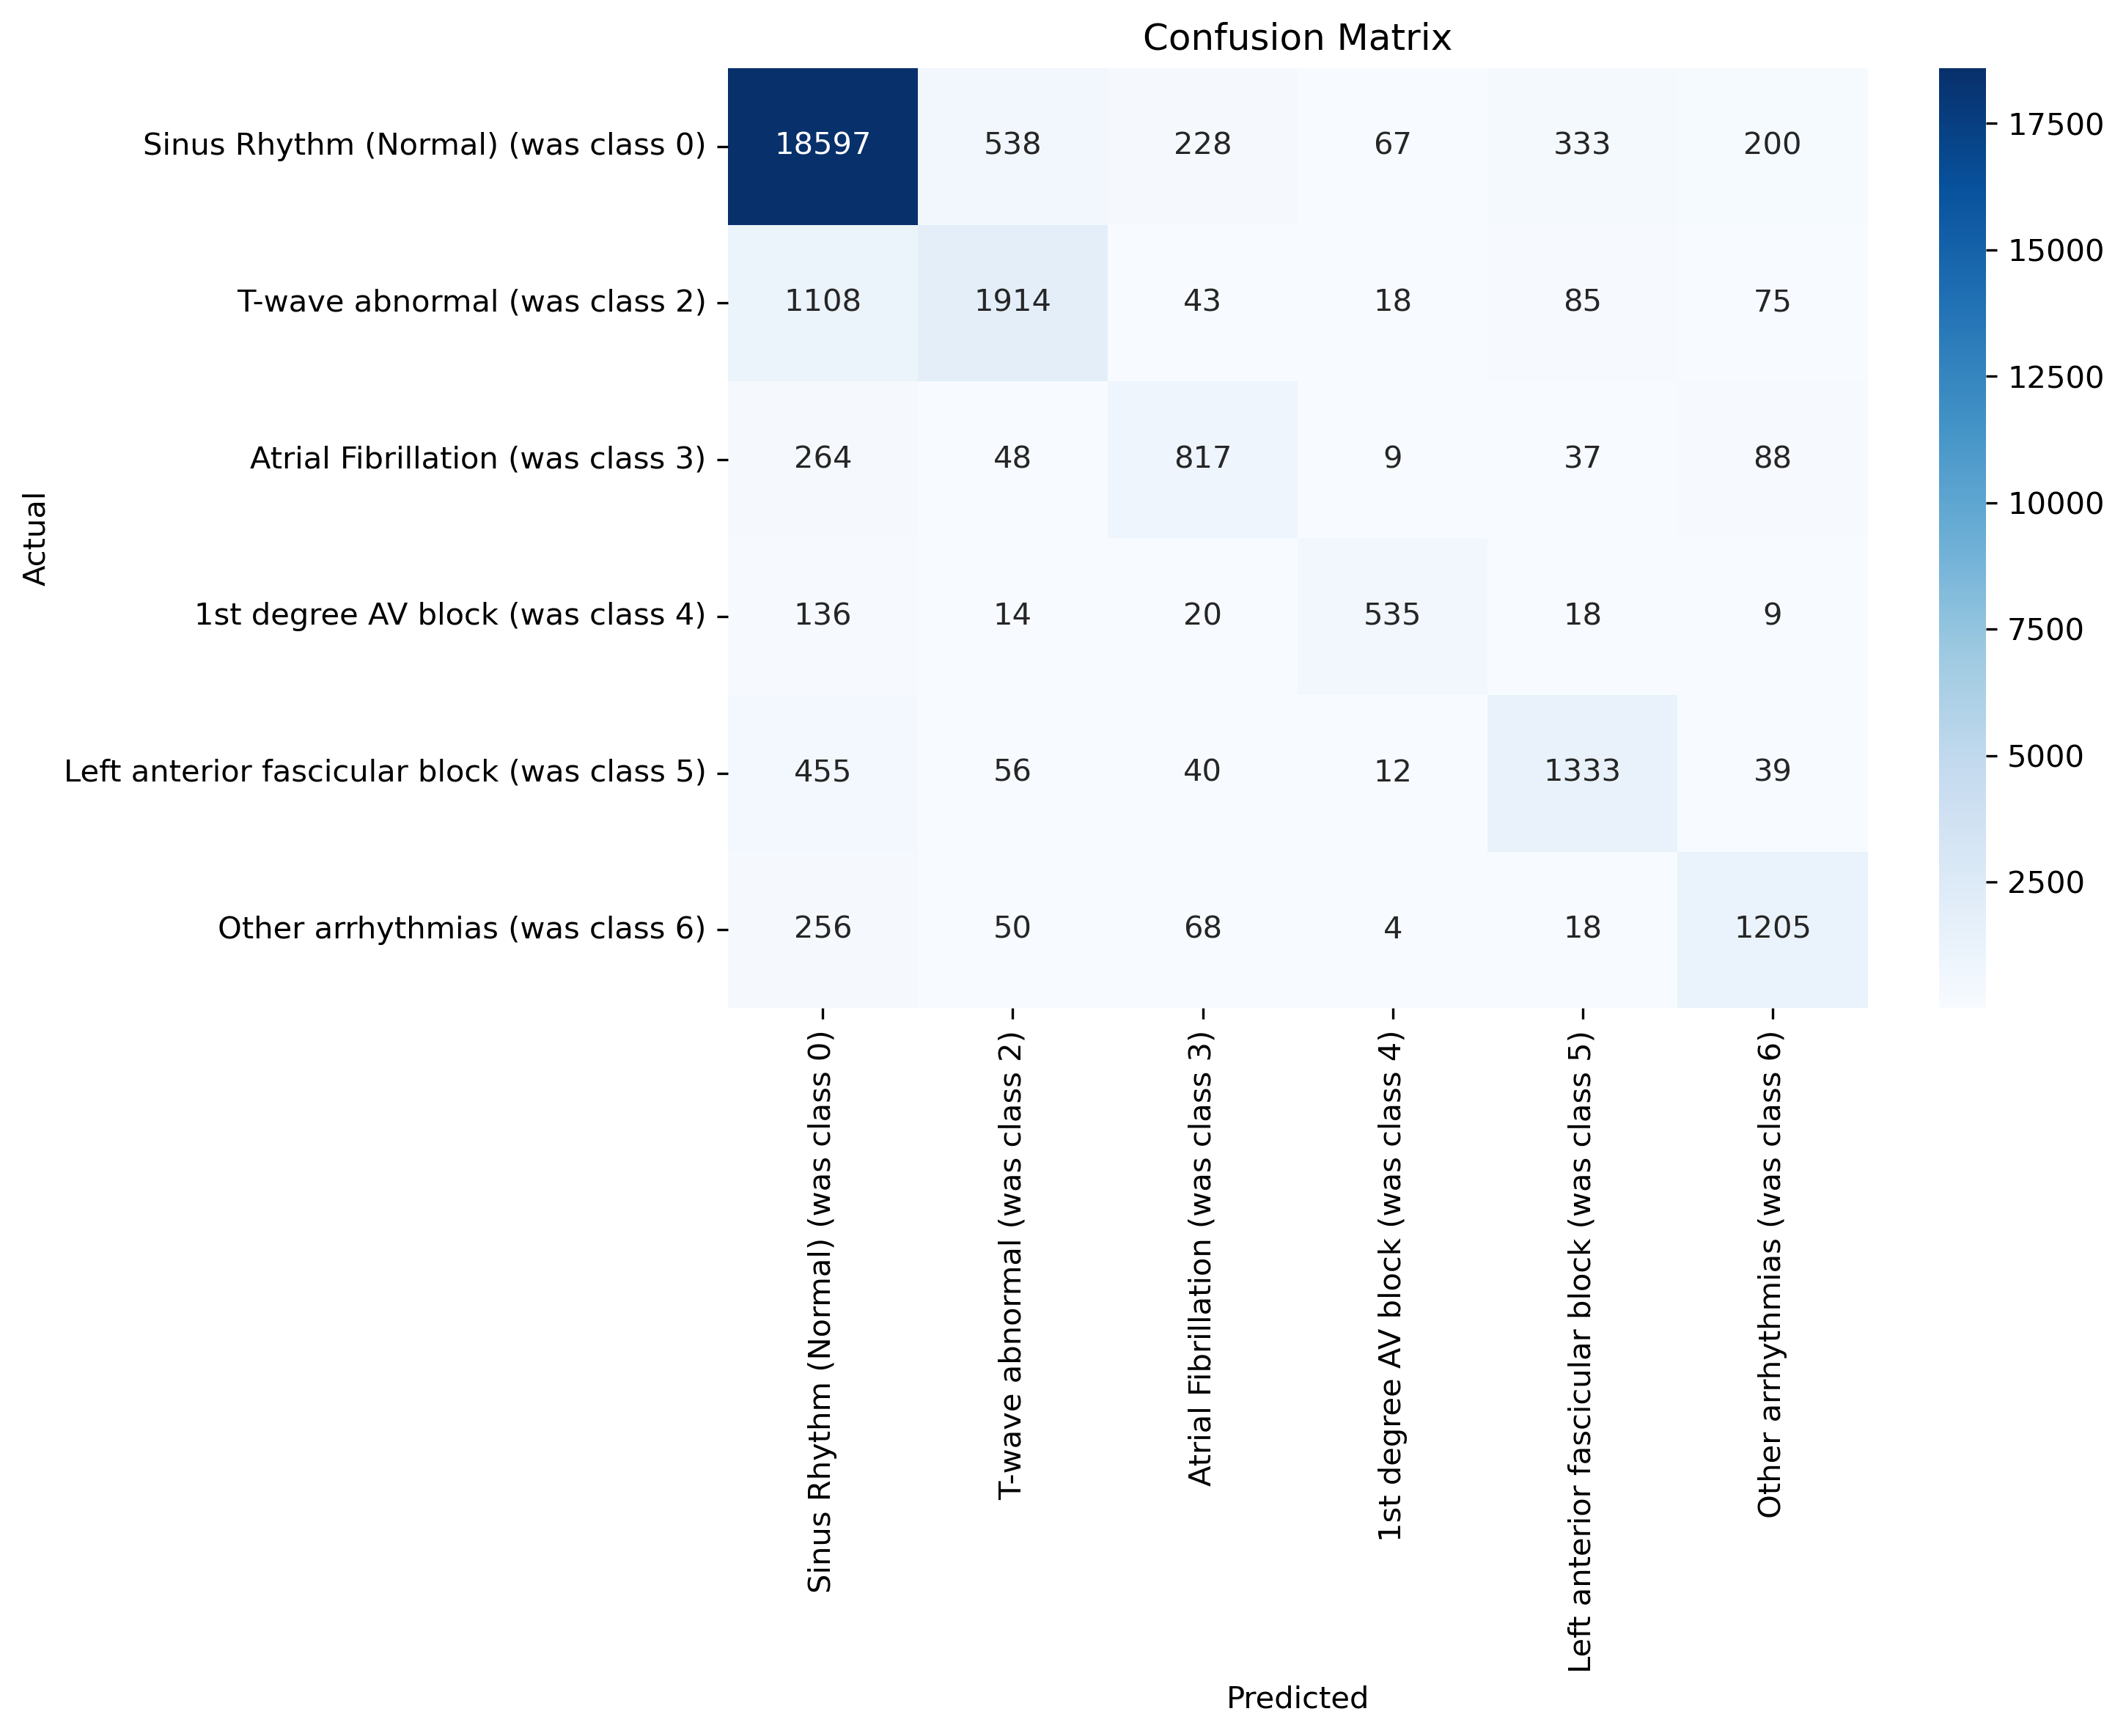 Confusion Matrix
Actual
Sinus Rhythm (Normal) (was class 0) 18597 538 228 67 333 200
T-wave abnormal (was class 2) 1108 1914 43 18 85 75
Atrial Fibrillation (was class 3) 264 48 817 9 37 88
1st degree AV block (was class 4) 136 14 20 535 18 9
Left anterior fascicular block (was class 5) 455 56 40 12 1333 39
Other arrhythmias (was class 6) 256 50 68 4 18 1205
Sinus Rhythm (Normal) (was class 0)
T-wave abnormal (was class 2)
Atrial Fibrillation (was class 3)
1st degree AV block (was class 4)
Left anterior fascicular block (was class 5)
Other arrhythmias (was class 6)
Predicted
17500
15000
12500
10000
7500
5000
2500